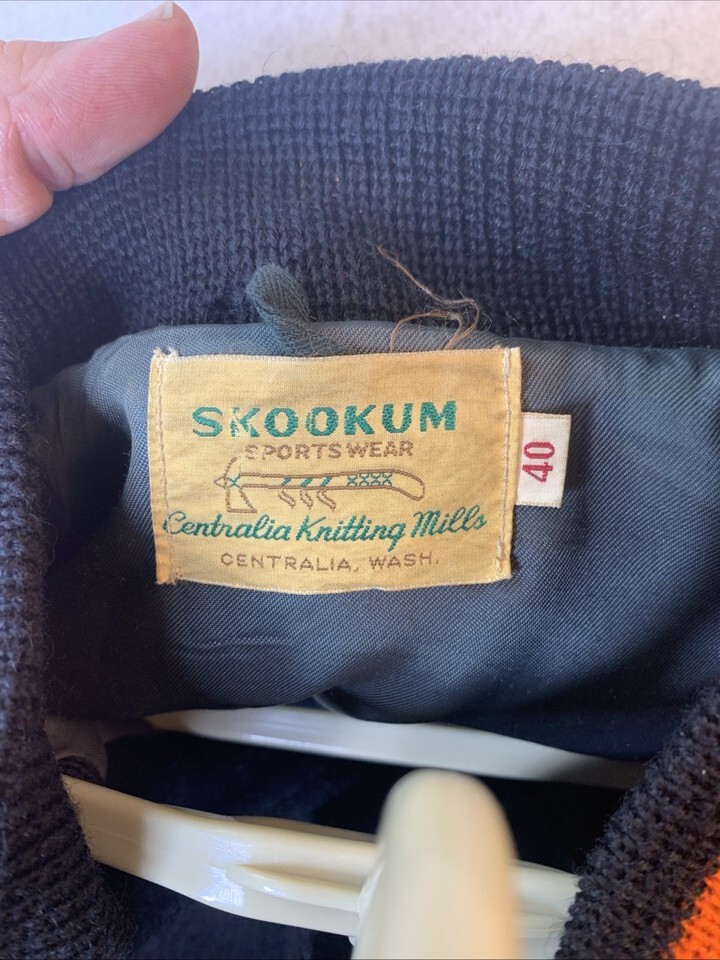 SKOOKUM
SPORTSWEAR
Centralia Knitting Mills
CENTRALIA, WASH.
40